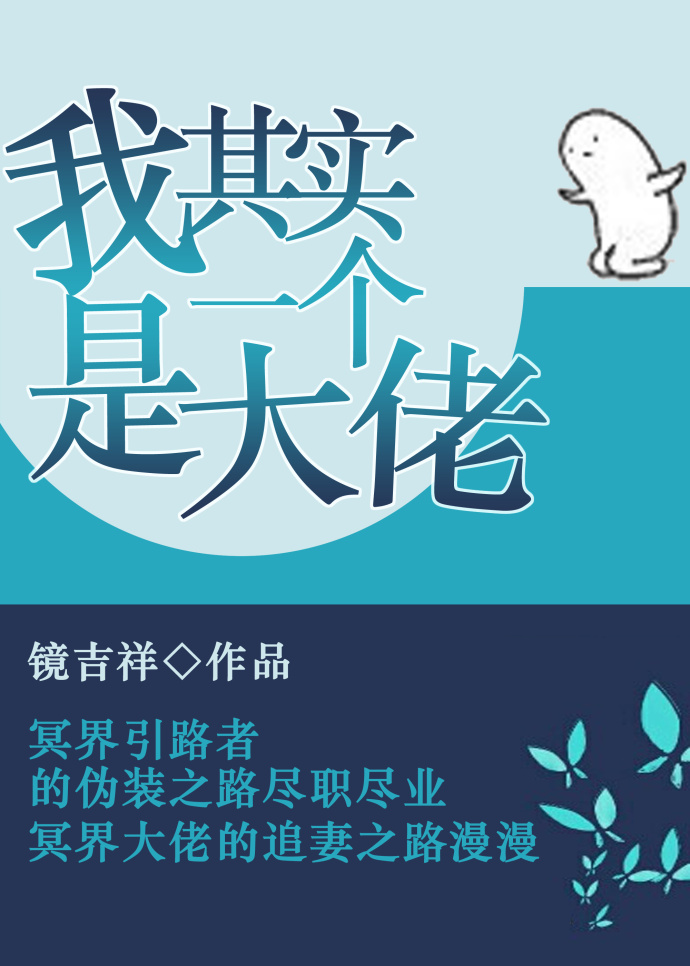 我其实
是一个
大佬
镜吉祥◇作品
冥界引路者
的伪装之路尽职尽业
冥界大佬的追妻之路漫漫